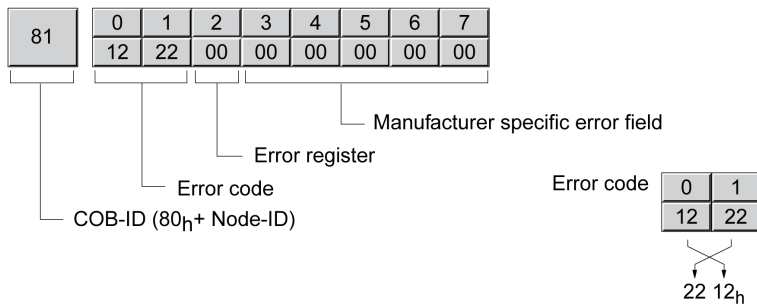 81
0 1 2 3 4 5 6 7
12 22 00 00 00 00 00 00
Manufacturer specific error field
Error register
Error code
COB-ID (80h+ Node-ID)
Error code
0 1
12 22
22 12h